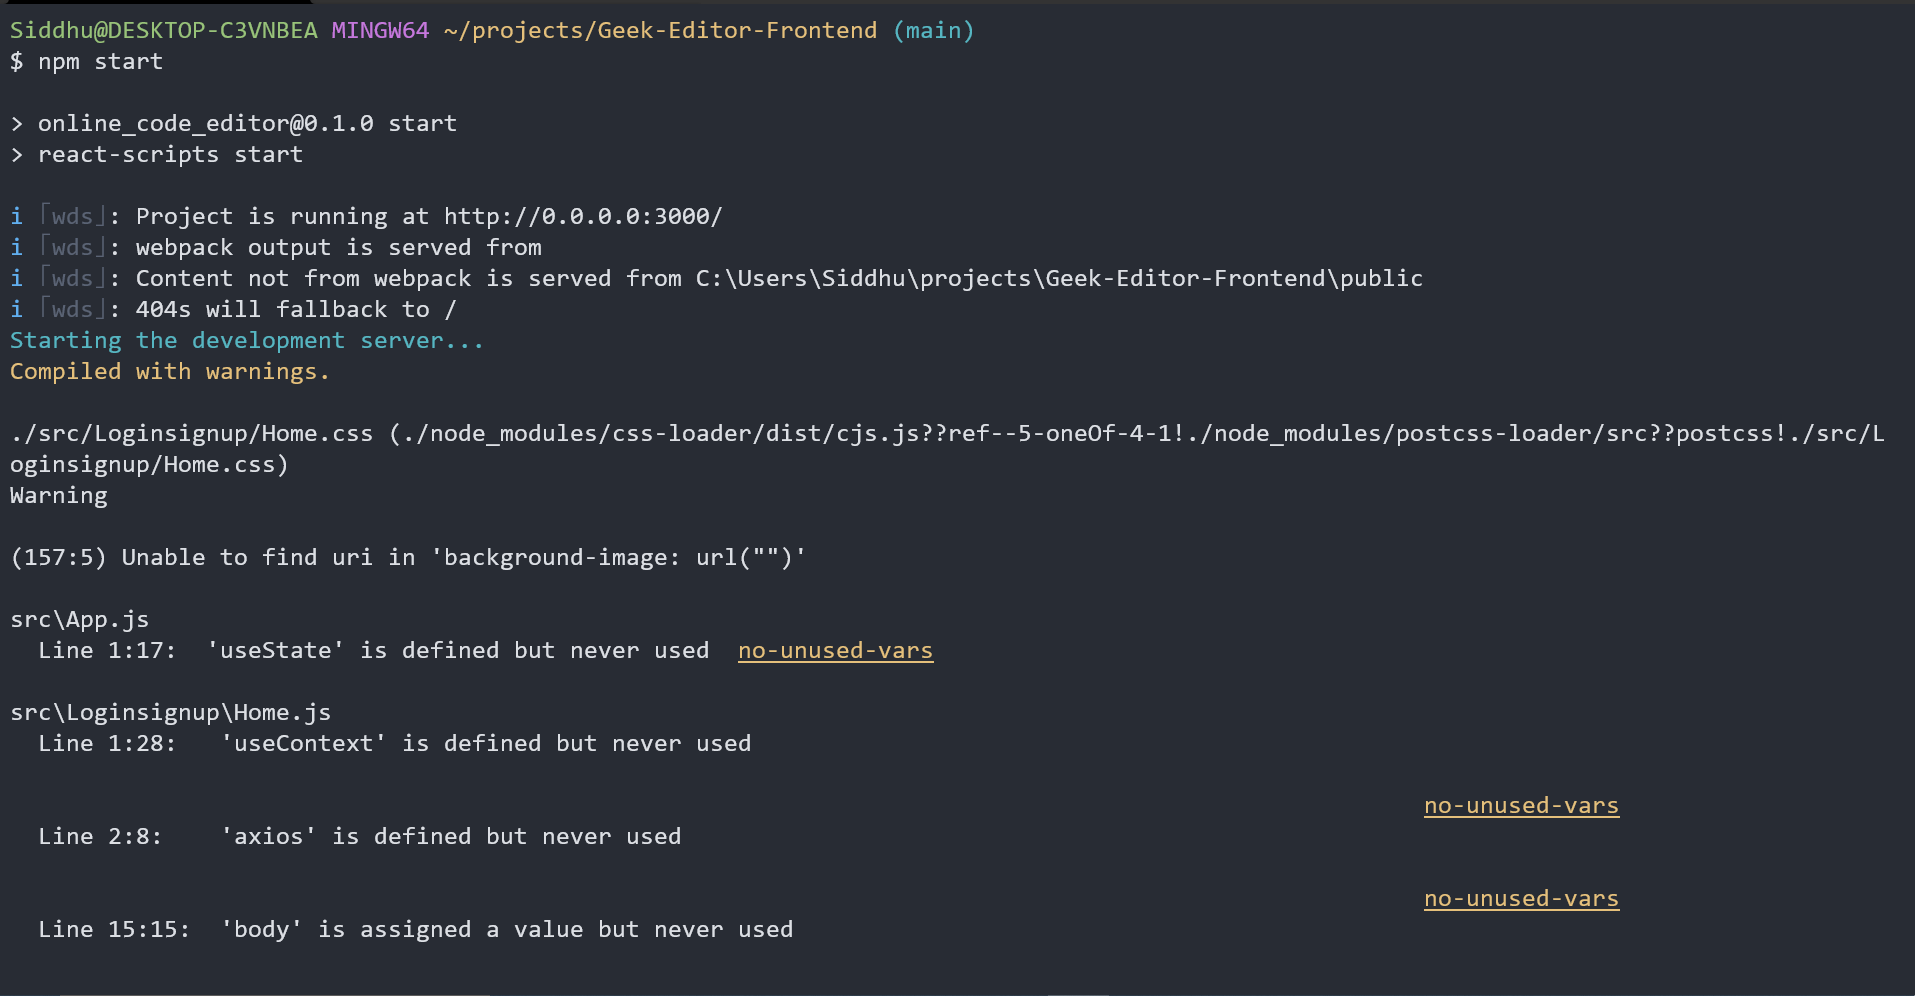 Siddhu@DESKTOP-C3VNBEA MINGW64 ~/projects/Geek-Editor-Frontend (main)
$ npm start
> online_code_editor@0.1.0 start
> react-scripts start
i ｢wds｣: Project is running at http://0.0.0.0:3000/
i ｢wds｣: webpack output is served from
i ｢wds｣: Content not from webpack is served from C:\Users\Siddhu\projects\Geek-Editor-Frontend\public
i ｢wds｣: 404s will fallback to /
Starting the development server...
Compiled with warnings.
./src/Loginsignup/Home.css (./node_modules/css-loader/dist/cjs.js??ref--5-oneOf-4-1!./node_modules/postcss-loader/src??postcss!./src/L
oginsignup/Home.css)
Warning
(157:5) Unable to find uri in 'background-image: url("")'
src\App.js
  Line 1:17:  'useState' is defined but never used  no-unused-vars
src\Loginsignup\Home.js
  Line 1:28:   'useContext' is defined but never used
no-unused-vars
  Line 2:8:    'axios' is defined but never used
no-unused-vars
  Line 15:15:  'body' is assigned a value but never used